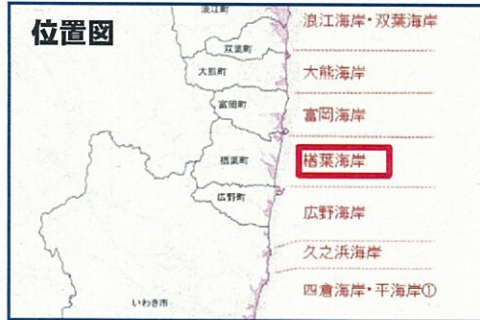 位置図
浪江町
双葉町
大熊町
富岡町
楢葉町
広野町
いわき市
浪江海岸・双葉海岸
大熊海岸
富岡海岸
楢葉海岸
広野海岸
久之浜海岸
四倉海岸・平海岸①